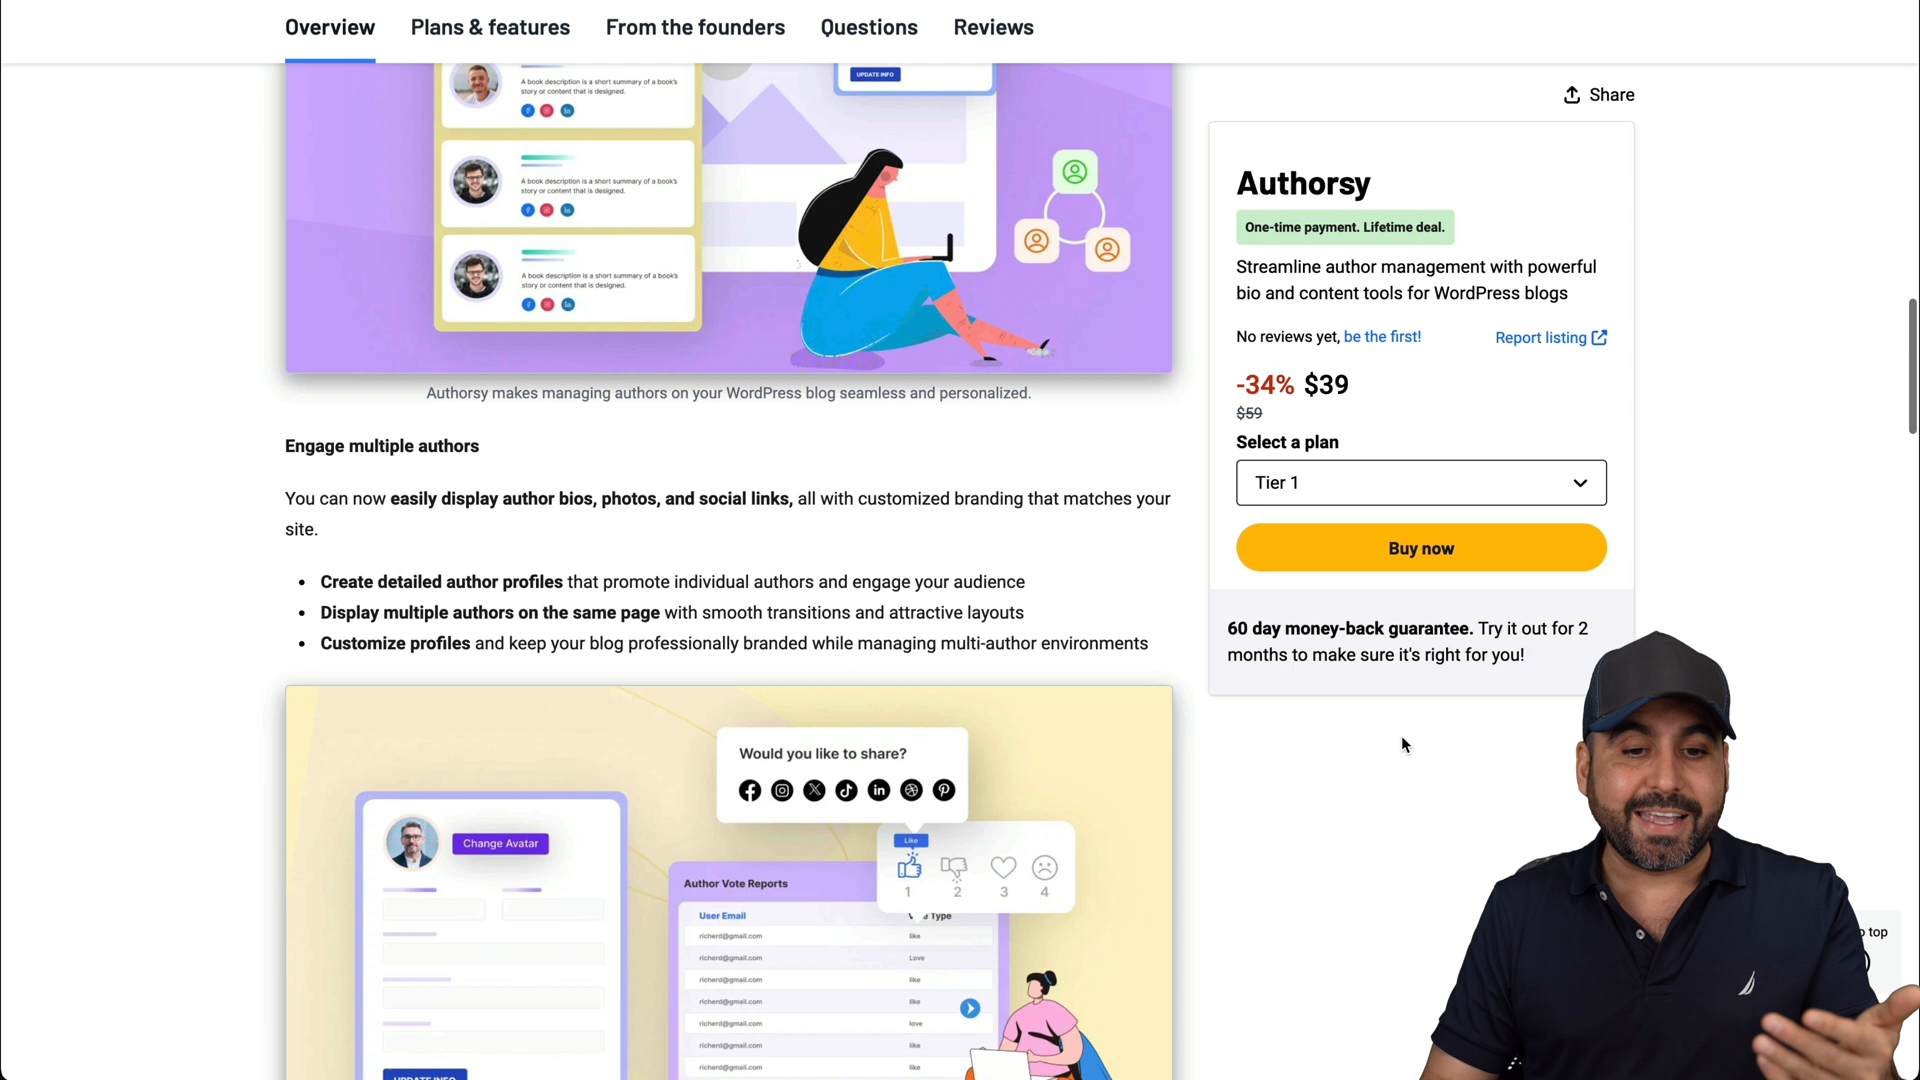 Overview Plans & features From the founders Questions Reviews
A book description is a short summary of a book's
story or content that is designed.
UPDATE INFO
A book description is a short summary of a book's
story or content that is designed.
A book description is a short summary of a book's
story or content that is designed.
Authorsy makes managing authors on your WordPress blog seamless and personalized.
Engage multiple authors
You can now easily display author bios, photos, and social links, all with customized branding that matches your
site.
• Create detailed author profiles that promote individual authors and engage your audience
• Display multiple authors on the same page with smooth transitions and attractive layouts
• Customize profiles and keep your blog professionally branded while managing multi-author environments
Would you like to share?
Change Avatar
Like
1 2 3 4
Author Vote Reports
User Email Type
richerd@gmail.com like
richerd@gmail.com Love
richerd@gmail.com like
richerd@gmail.com like
richerd@gmail.com love
richerd@gmail.com like
richerd@gmail.com like
UPDATE INFO
Share
Authorsy
One-time payment. Lifetime deal.
Streamline author management with powerful
bio and content tools for WordPress blogs
No reviews yet, be the first! Report listing
-34% $39
$59
Select a plan
Tier 1
Buy now
60 day money-back guarantee. Try it out for 2
months to make sure it's right for you!
top